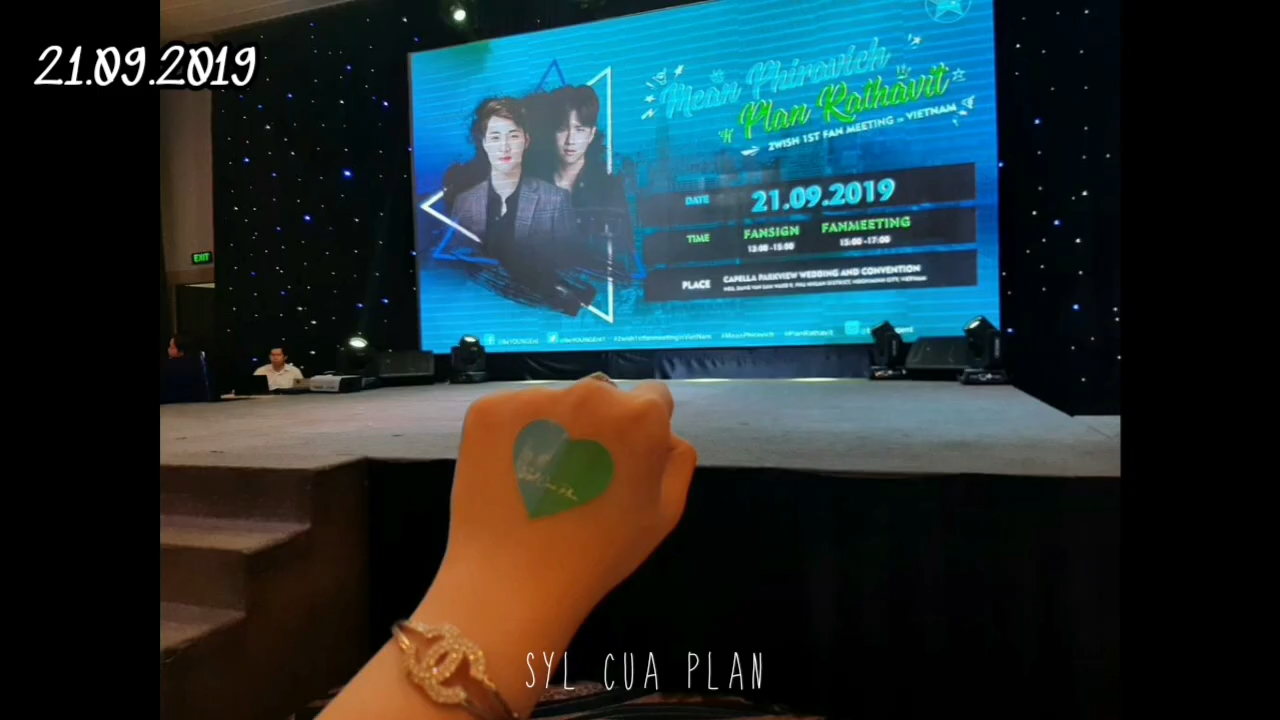 21.09.2019
Mean Phiravich
Plan Rathavit
2WISH 1ST FAN MEETING in VIETNAM
DATE 21.09.2019
TIME FANSIGN FANMEETING
13:00 -15:00 15:00 -17:00
PLACE CAPELLA PARKVIEW WEDDING AND CONVENTION
EXIT
SYL CUA PLAN